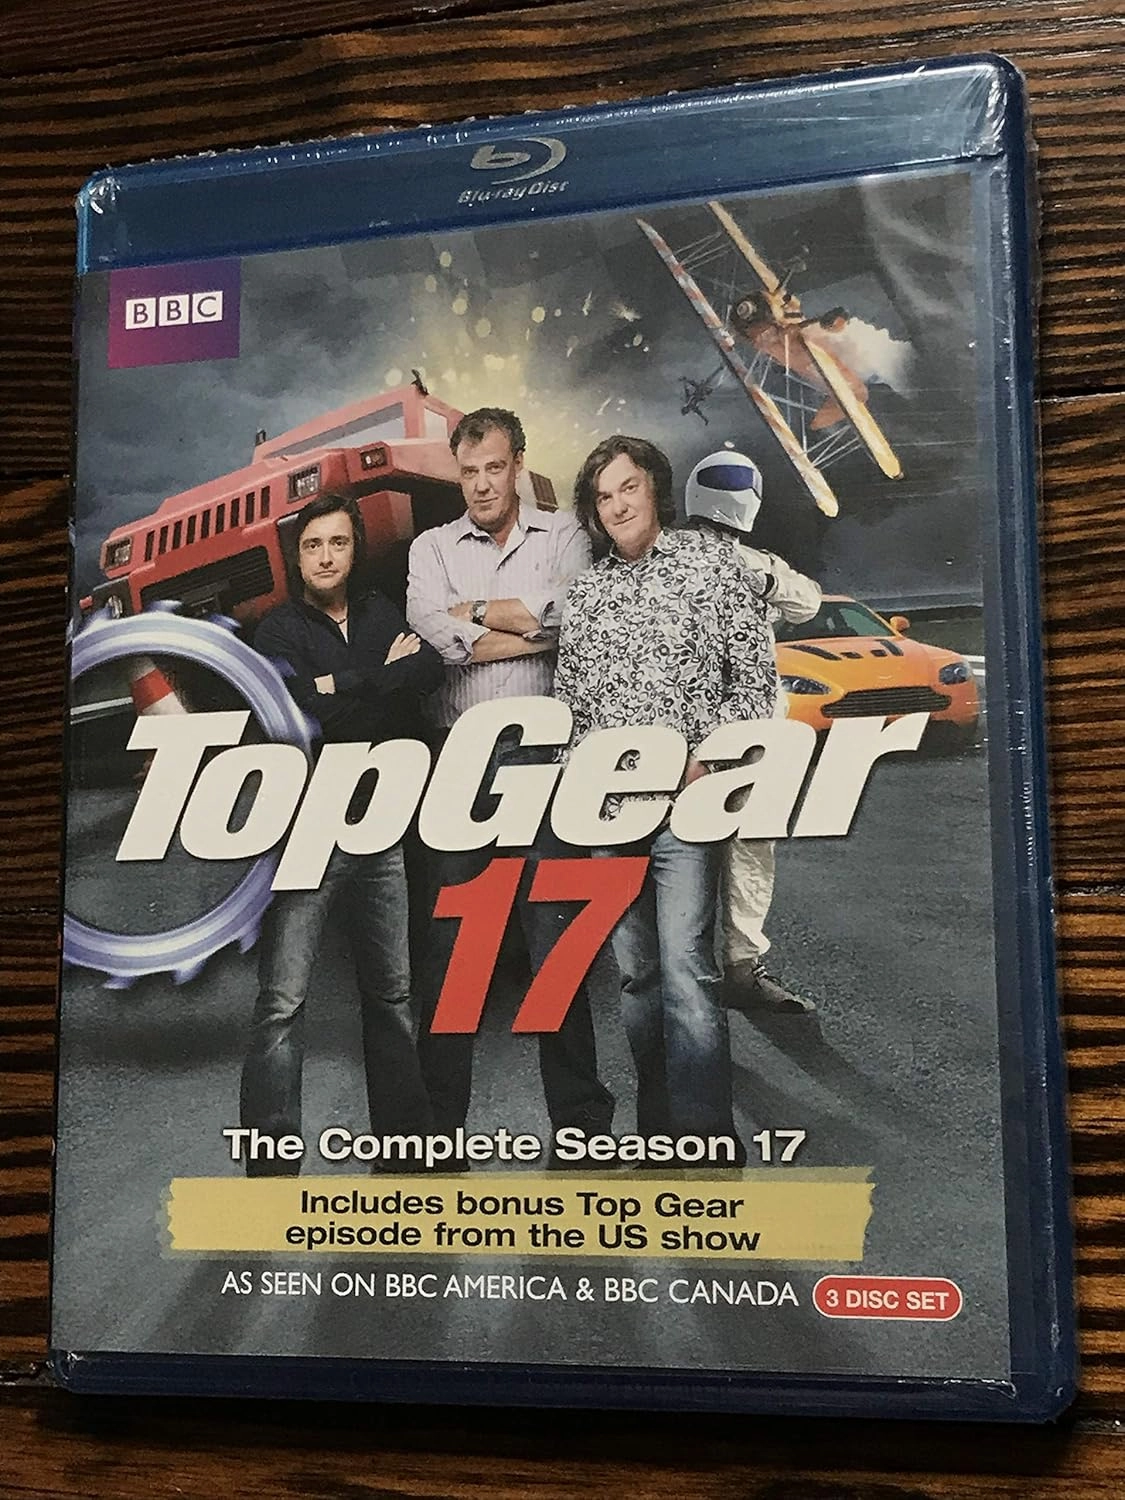 Blu-ray Disc
BBC
TopGear
17
The Complete Season 17
Includes bonus Top Gear
episode from the US show
AS SEEN ON BBC AMERICA & BBC CANADA
3 DISC SET